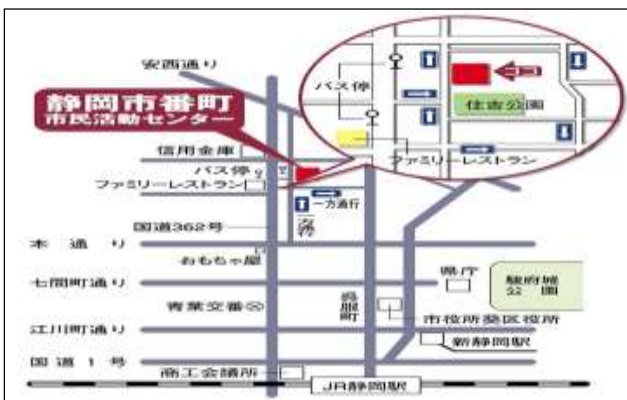 安西通り
静岡市番町
市民活動センター
バス停
住吉公園
ファミリーレストラン
信用金庫
バス停
ファミリーレストラン
一方通行
一方通行
国道362号
本通り
おもちゃ屋
七間町通り
県庁
駿府城
公園
青葉交番
呉服町
市役所葵区役所
江川町通り
新静岡駅
国道1号
商工会議所
JR静岡駅